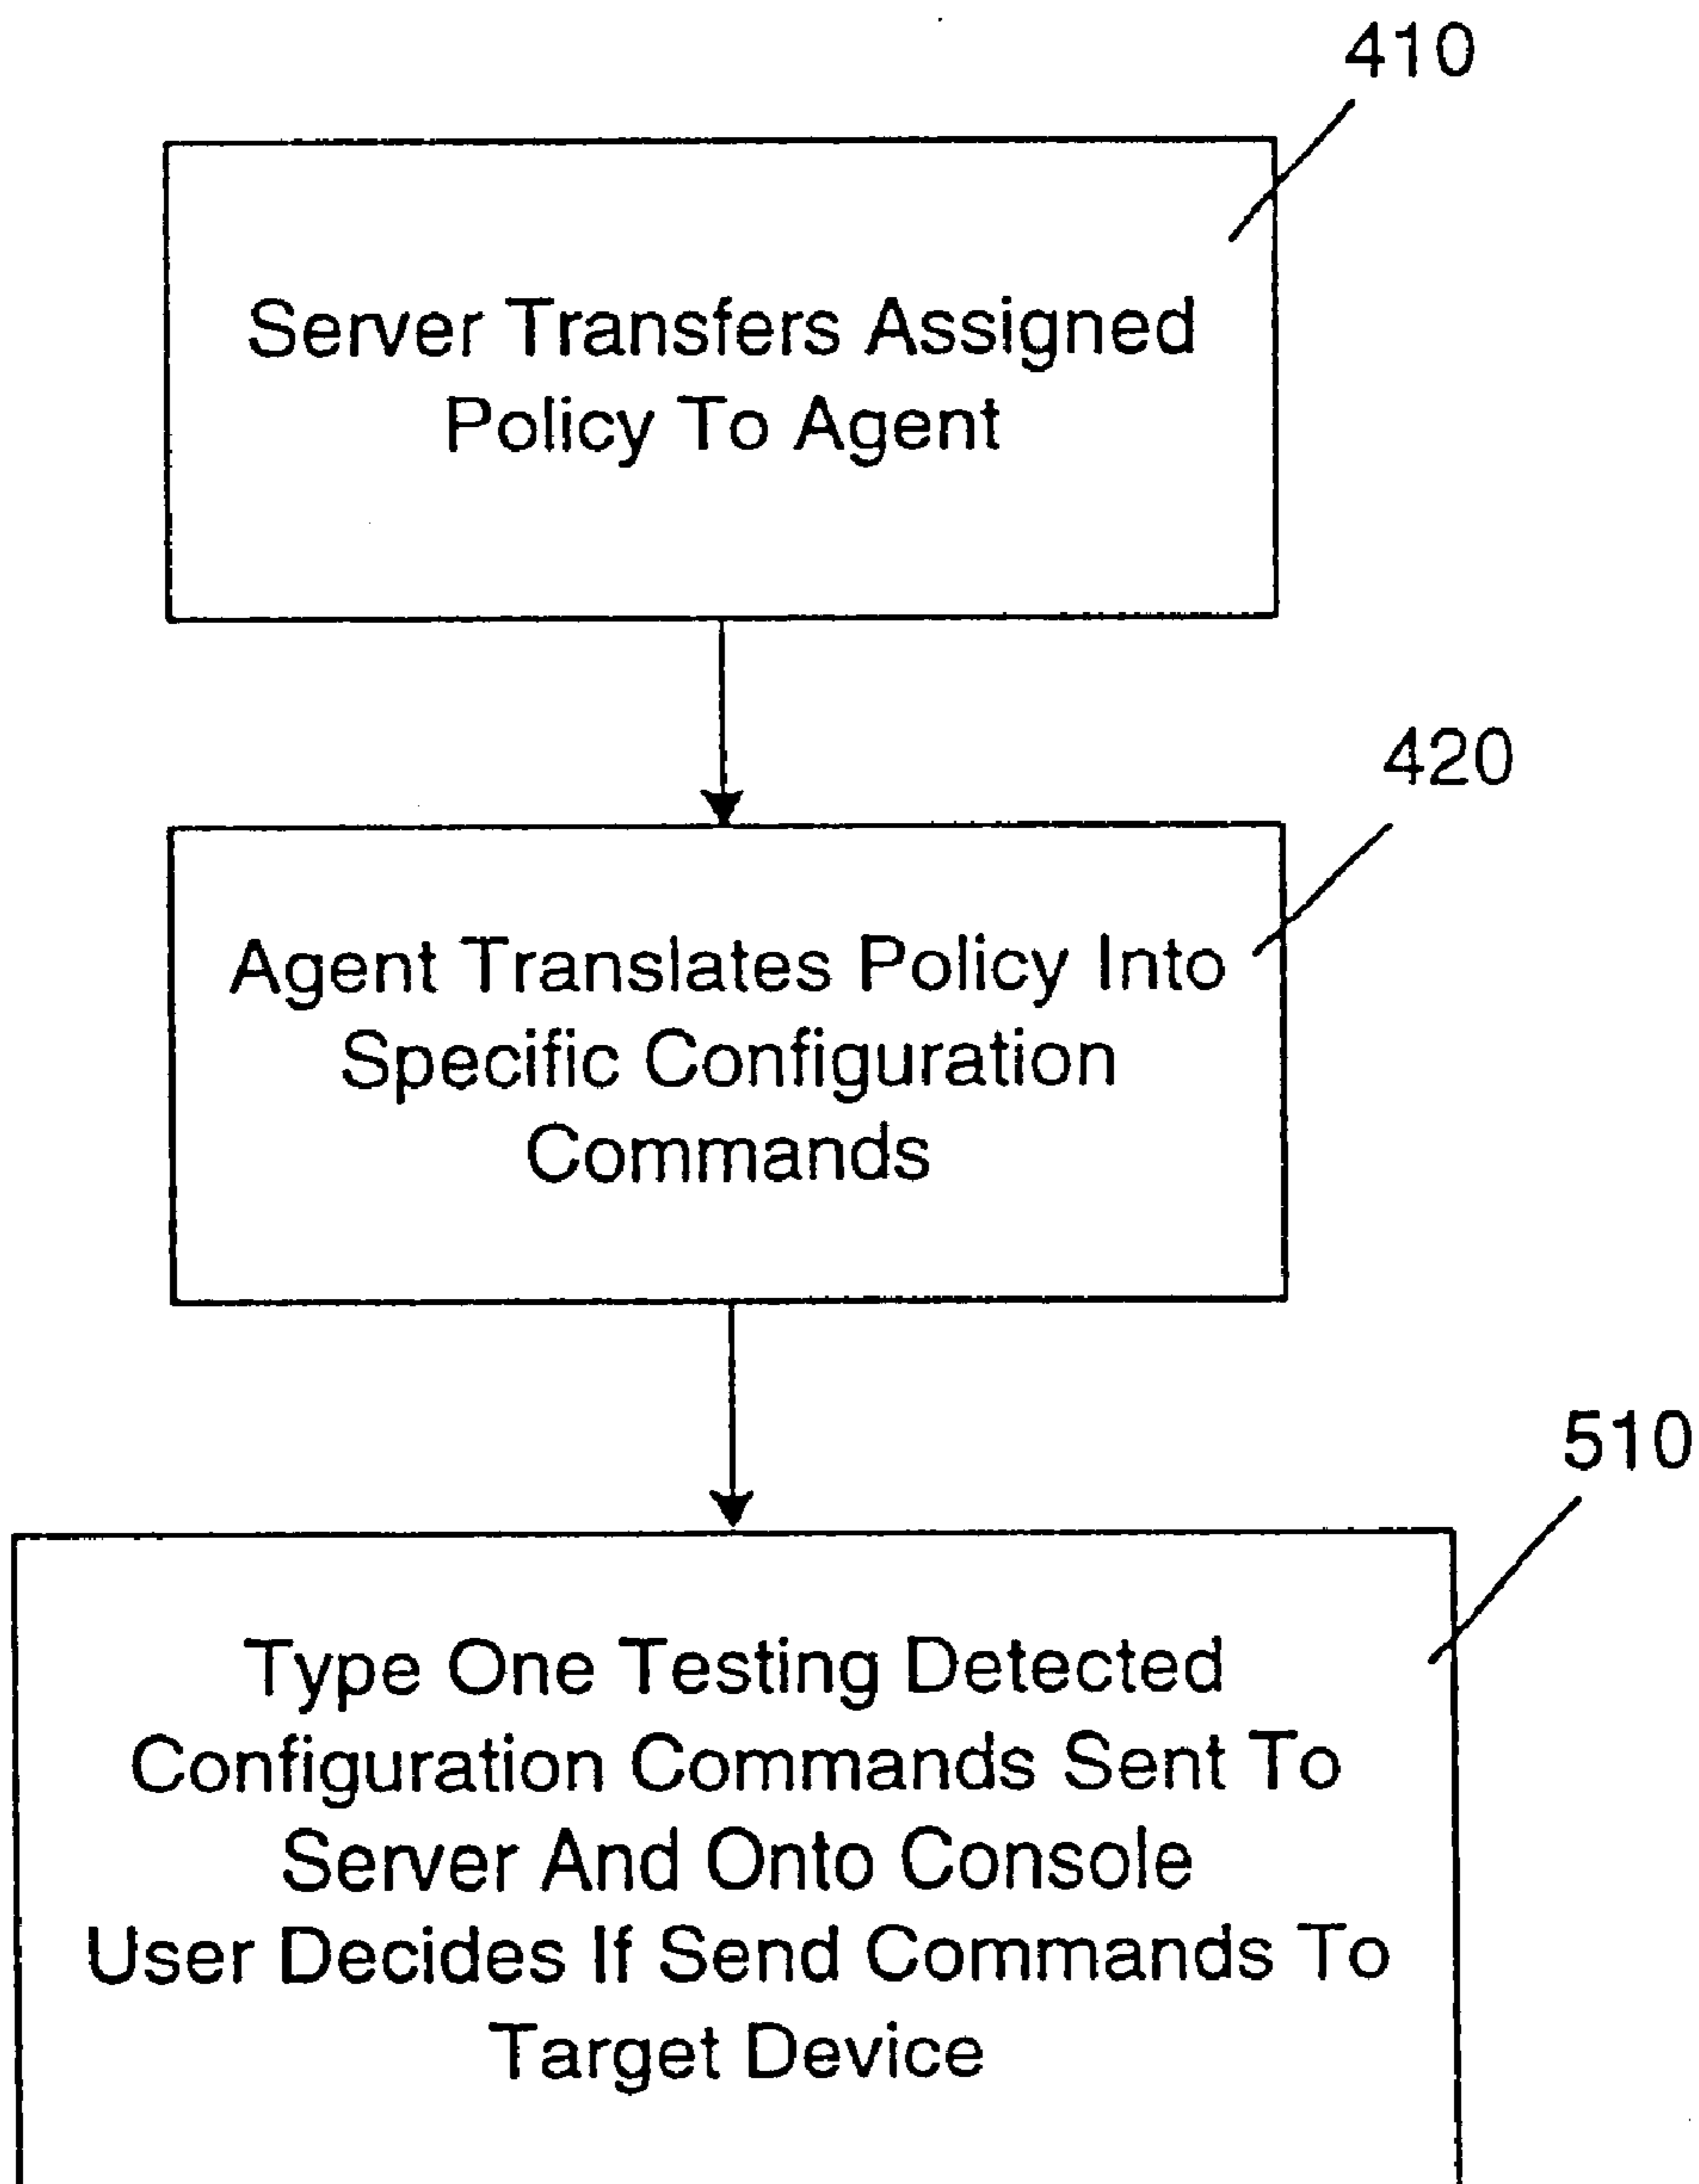 410
Server Transfers Assigned
Policy To Agent
420
Agent Translates Policy Into
Specific Configuration
Commands
510
Type One Testing Detected
Configuration Commands Sent To
Server And Onto Console
User Decides If Send Commands To
Target Device